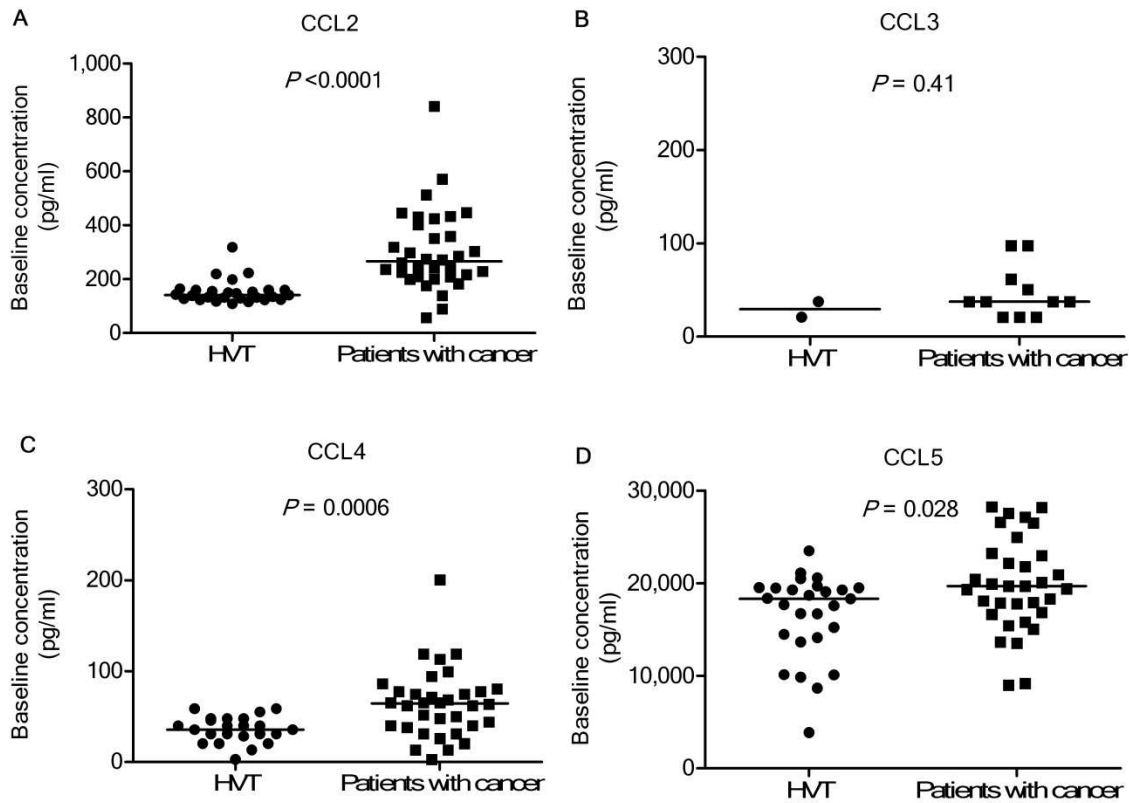 A
CCL2
P <0.0001
Baseline concentration
(pg/ml)
1,000
800
600
400
200
0
HVT
Patients with cancer
B
CCL3
P = 0.41
Baseline concentration
(pg/ml)
300
200
100
0
HVT
Patients with cancer
C
CCL4
P = 0.0006
Baseline concentration
(pg/ml)
300
200
100
0
HVT
Patients with cancer
D
CCL5
P = 0.028
Baseline concentration
(pg/ml)
30,000
20,000
10,000
0
HVT
Patients with cancer